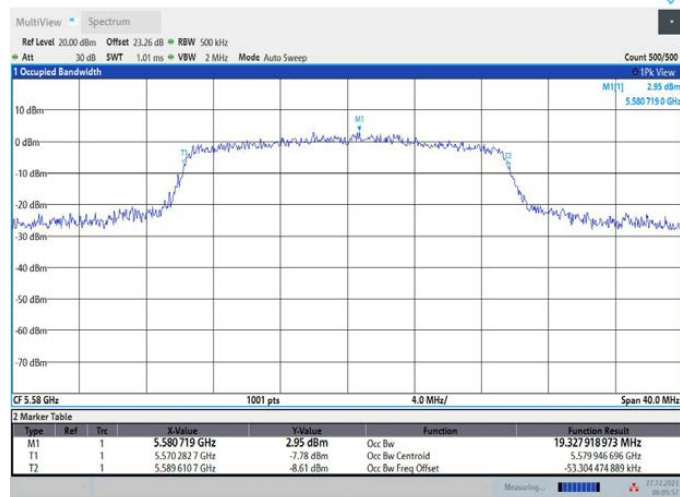 MultiView Spectrum
Ref Level 20.00 dBm Offset 23.26 dB RBW 500 kHz
Att 30 dB SWT 1.01 ms VBW 2 MHz Mode Auto Sweep Count 500/500
1 Occupied Bandwidth 1Pk View
M1[1] 2.95 dBm
5.580 719 0 GHz
10 dBm
M1
0 dBm
T1
T2
-10 dBm
-20 dBm
-30 dBm
-40 dBm
-50 dBm
-60 dBm
-70 dBm
CF 5.58 GHz 1001 pts 4.0 MHz/ Span 40.0 MHz
2 Marker Table
Type Ref Trc X-Value Y-Value Function Function Result
M1 1 5.580 719 GHz 2.95 dBm Occ Bw 19.327 918 973 MHz
T1 1 5.570 282 7 GHz -7.78 dBm Occ Bw Centroid 5.579 946 696 GHz
T2 1 5.589 610 7 GHz -8.61 dBm Occ Bw Freq Offset -53.304 474 889 kHz
Measuring...